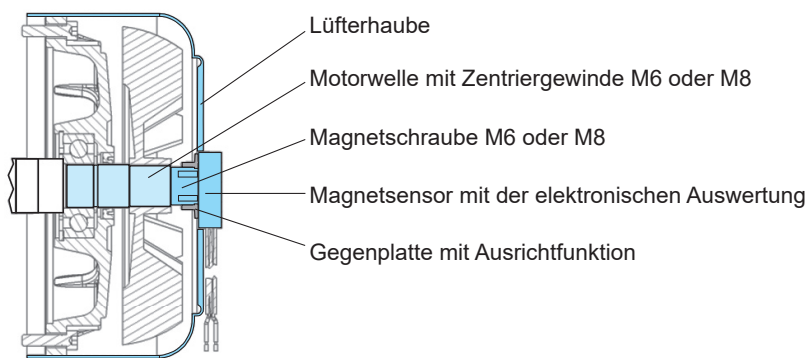 Lüfterhaube
Motorwelle mit Zentriergewinde M6 oder M8
Magnetschraube M6 oder M8
Magnetsensor mit der elektronischen Auswertung
Gegenplatte mit Ausrichtfunktion